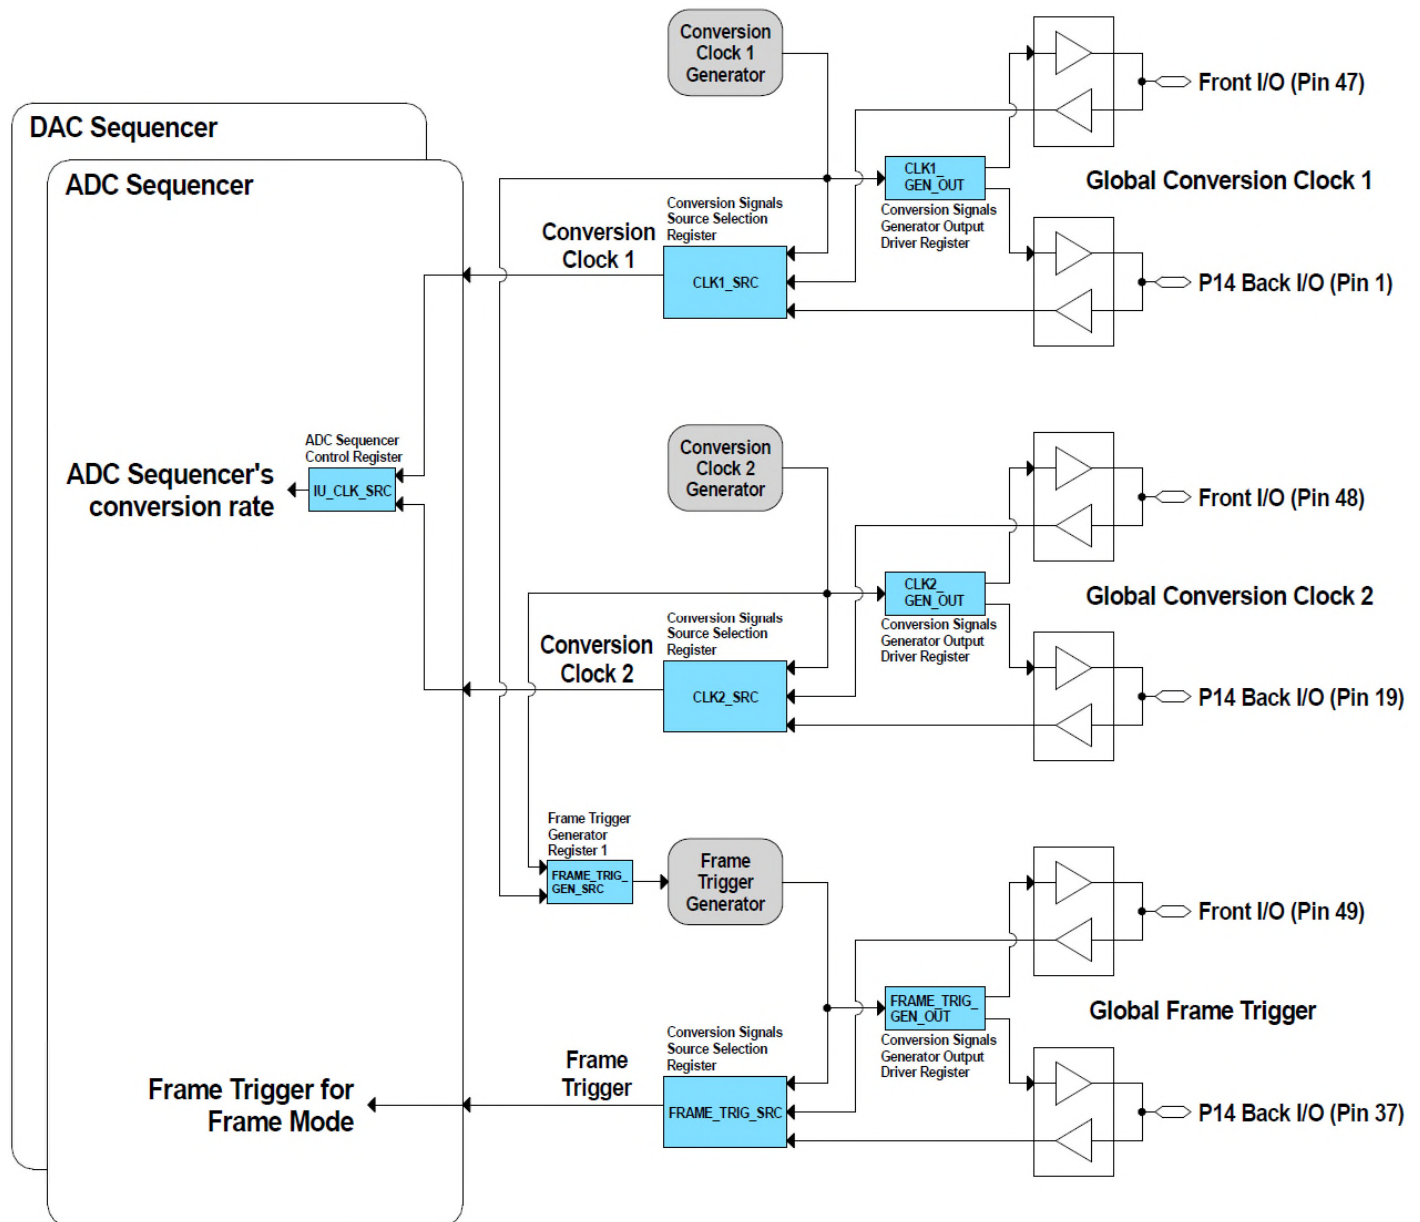 Conversion
Clock 1
Generator
Front I/O (Pin 47)
DAC Sequencer
ADC Sequencer
CLK1_
GEN_OUT
Global Conversion Clock 1
Conversion Signals
Generator Output
Driver Register
Conversion Signals
Source Selection
Register
Conversion
Clock 1
CLK1_SRC
P14 Back I/O (Pin 1)
Conversion
Clock 2
Generator
ADC Sequencer
Control Register
IU_CLK_SRC
ADC Sequencer's
conversion rate
Front I/O (Pin 48)
CLK2_
GEN_OUT
Global Conversion Clock 2
Conversion Signals
Generator Output
Driver Register
Conversion Signals
Source Selection
Register
Conversion
Clock 2
CLK2_SRC
P14 Back I/O (Pin 19)
Frame Trigger
Generator
Register 1
FRAME_TRIG_
GEN_SRC
Frame
Trigger
Generator
Front I/O (Pin 49)
FRAME_TRIG_
GEN_OUT
Global Frame Trigger
Conversion Signals
Generator Output
Driver Register
Conversion Signals
Source Selection
Register
Frame
Trigger
FRAME_TRIG_SRC
Frame Trigger for
Frame Mode
P14 Back I/O (Pin 37)